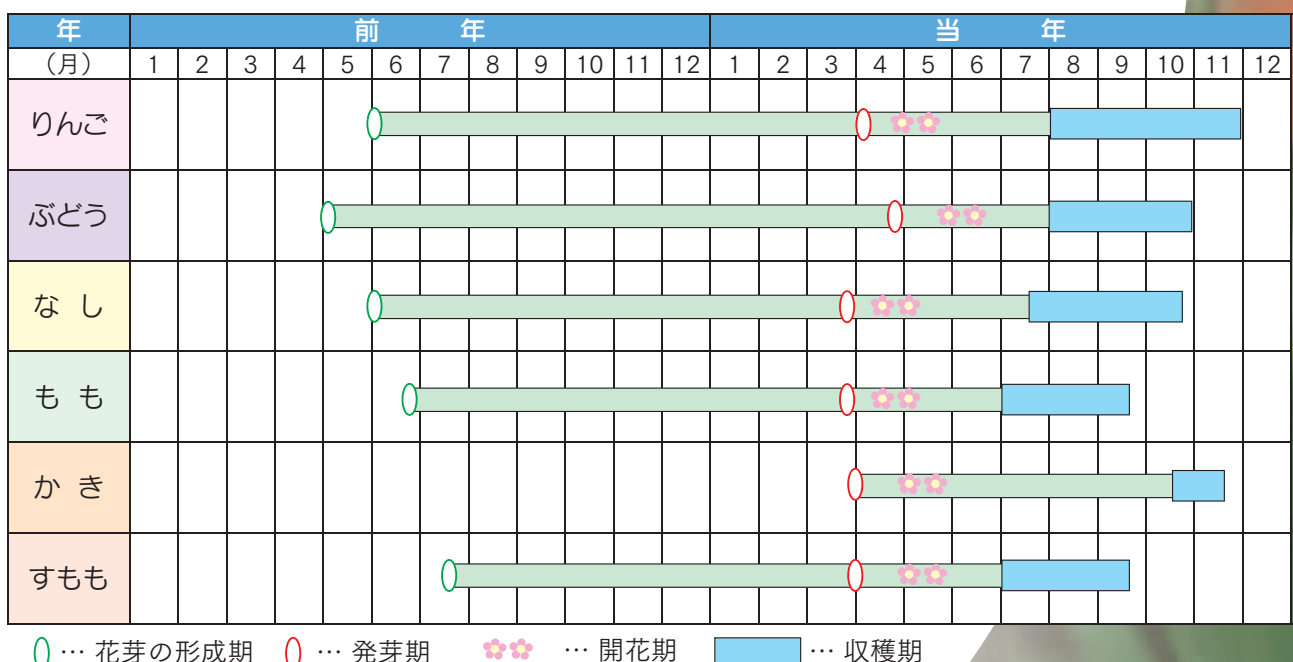 年 前 年 当 年
（月） 1 2 3 4 5 6 7 8 9 10 11 12 1 2 3 4 5 6 7 8 9 10 11 12
りんご
ぶどう
なし
もも
かき
すもも
… 花芽の形成期 … 発芽期 … 開花期 … 収穫期